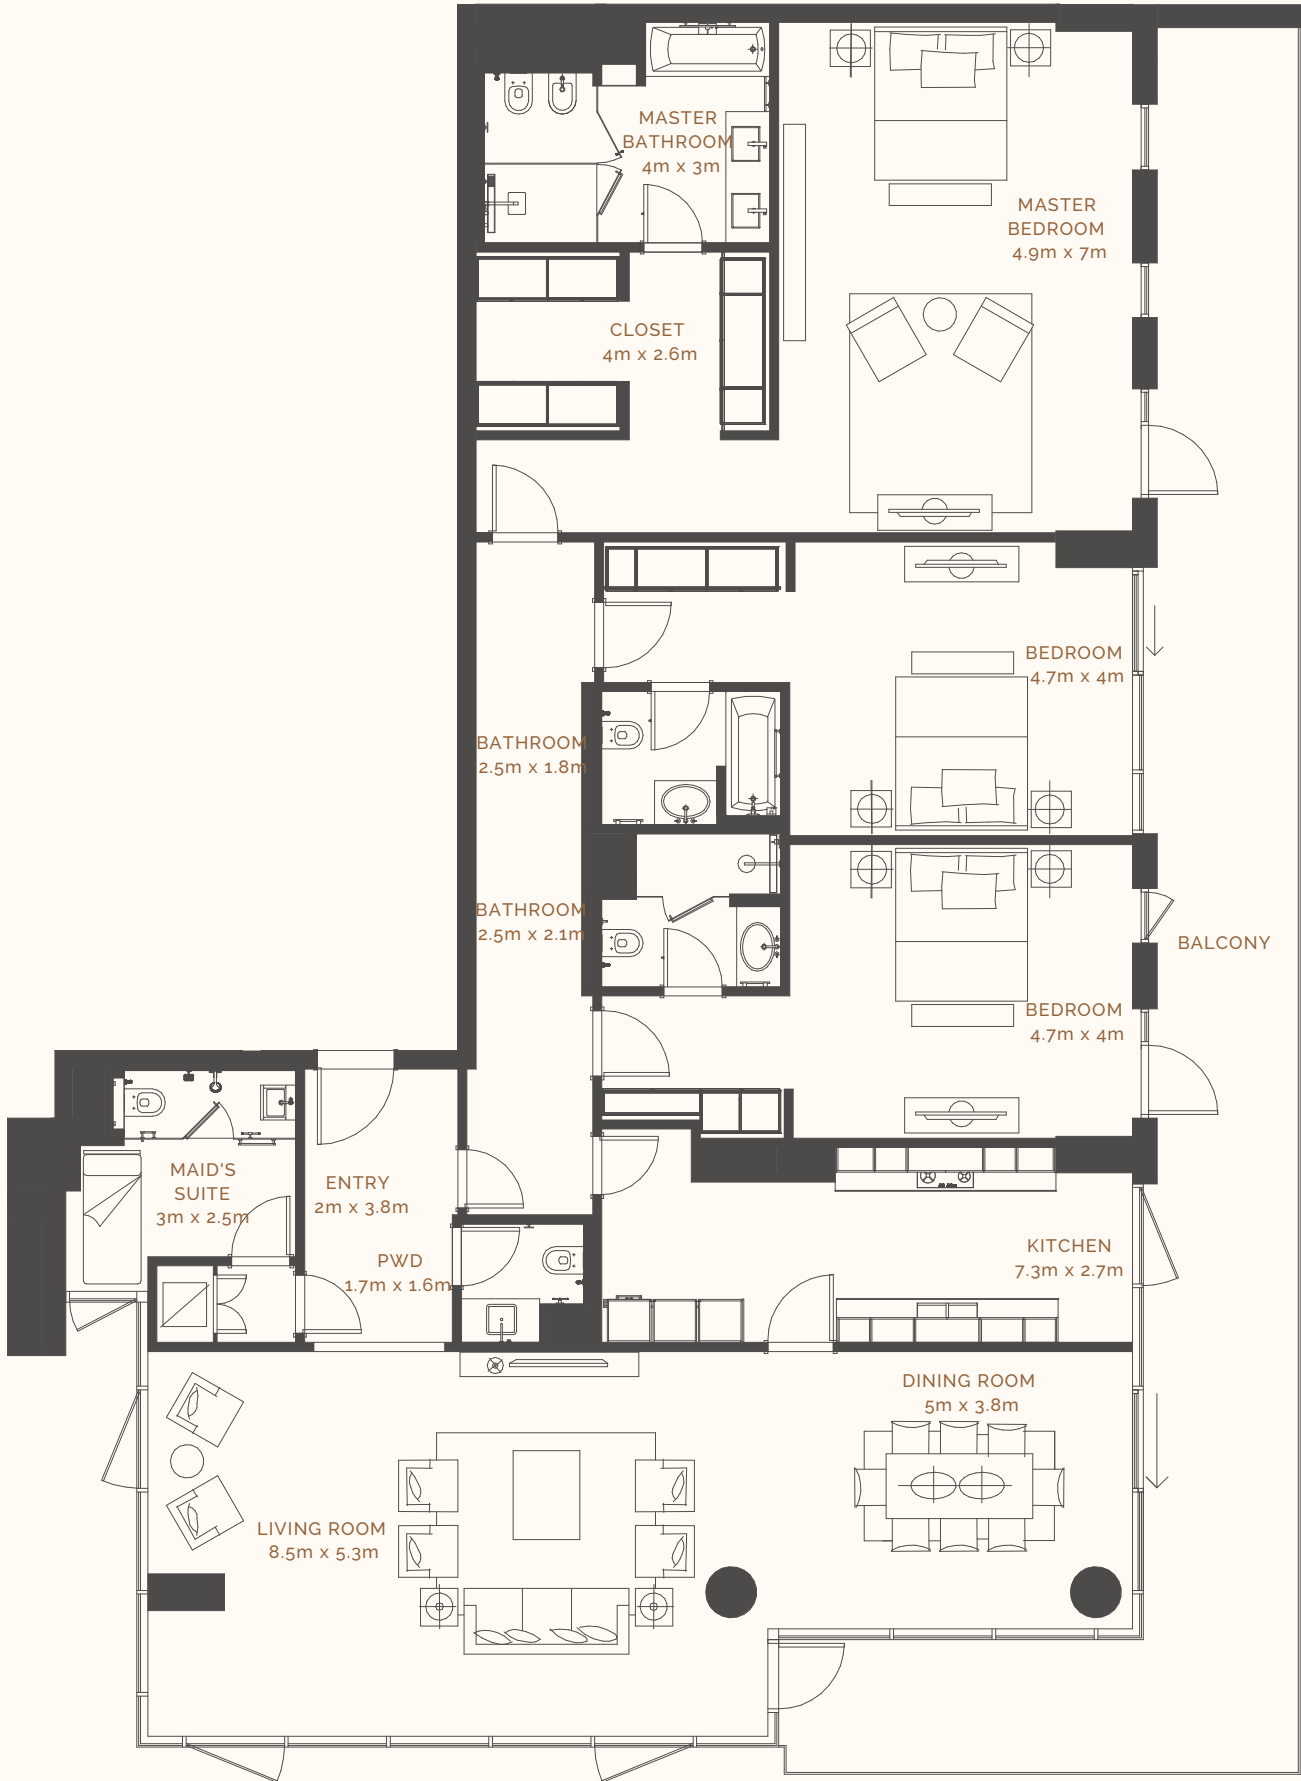 MASTER
BATHROOM
4m x 3m
MASTER
BEDROOM
4.9m x 7m
CLOSET
4m x 2.6m
BEDROOM
4.7m x 4m
BATHROOM
2.5m x 1.8m
BATHROOM
2.5m x 2.1m
BALCONY
BEDROOM
4.7m x 4m
MAID'S
SUITE
3m x 2.5m
ENTRY
2m x 3.8m
PWD
1.7m x 1.6m
KITCHEN
7.3m x 2.7m
DINING ROOM
5m x 3.8m
LIVING ROOM
8.5m x 5.3m